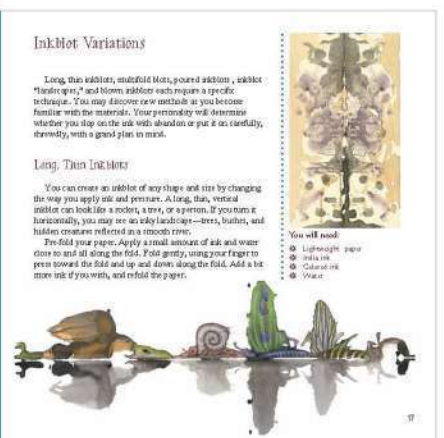 Inkblot Variations
Long, thin inkblots, multifold blots, poured inkblots , inkblot
"landscapes," and blown inkblots each require a specific
technique. You may discover new methods as you become
familiar with the materials. Your personality will determine
whether you slop on the ink with abandon or put it on carefully,
shrewdly, with a grand plan in mind.
Long, Thin Inkblots
You can create an inkblot of any shape and size by changing
the way you apply ink and pressure. A long, thin, vertical
inkblot can look like a rocket, a tree, or a person. If you turn it
horizontally, you may see an inky landscape—trees, bushes, and
hidden creatures reflected in a smooth river.
Pre-fold your paper. Apply a small amount of ink and water
close to and all along the fold. Fold gently, using your finger to
press toward the fold and up and down along the fold. Add a bit
more ink if you with, and refold the paper.
You will need:
Lightweight paper
India ink
Colored ink
Water
17